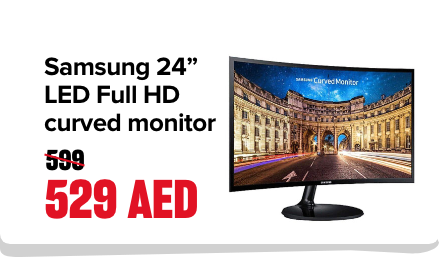 Samsung 24”
LED Full HD
curved monitor
599
529 AED
SAMSUNG Curved Monitor
SAMSUNG